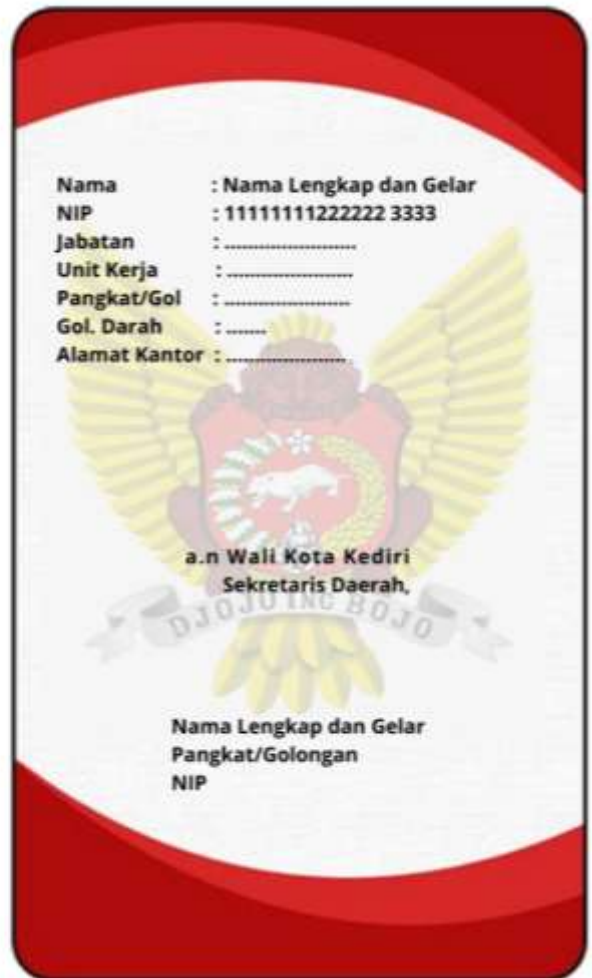 Nama : Nama Lengkap dan Gelar
NIP : 11111111222222 3333
Jabatan : ........................
Unit Kerja : .......................
Pangkat/Gol : .......................
Gol. Darah : .......
Alamat Kantor : ......................
a.n Wali Kota Kediri
Sekretaris Daerah,
DJOJO ING BOJO
Nama Lengkap dan Gelar
Pangkat/Golongan
NIP